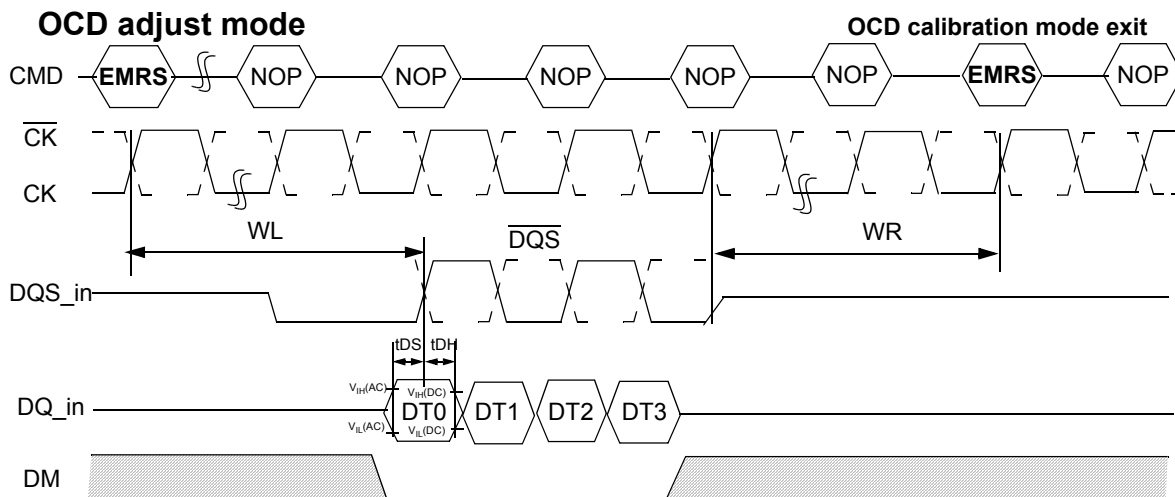 OCD adjust mode
OCD calibration mode exit
CMD EMRS NOP NOP NOP NOP NOP EMRS NOP
CK
CK
WL DQS WR
DQS_in
tDS tDH
VIH(AC) VIH(DC)
DQ_in DT0 DT1 DT2 DT3
VIL(AC) VIL(DC)
DM